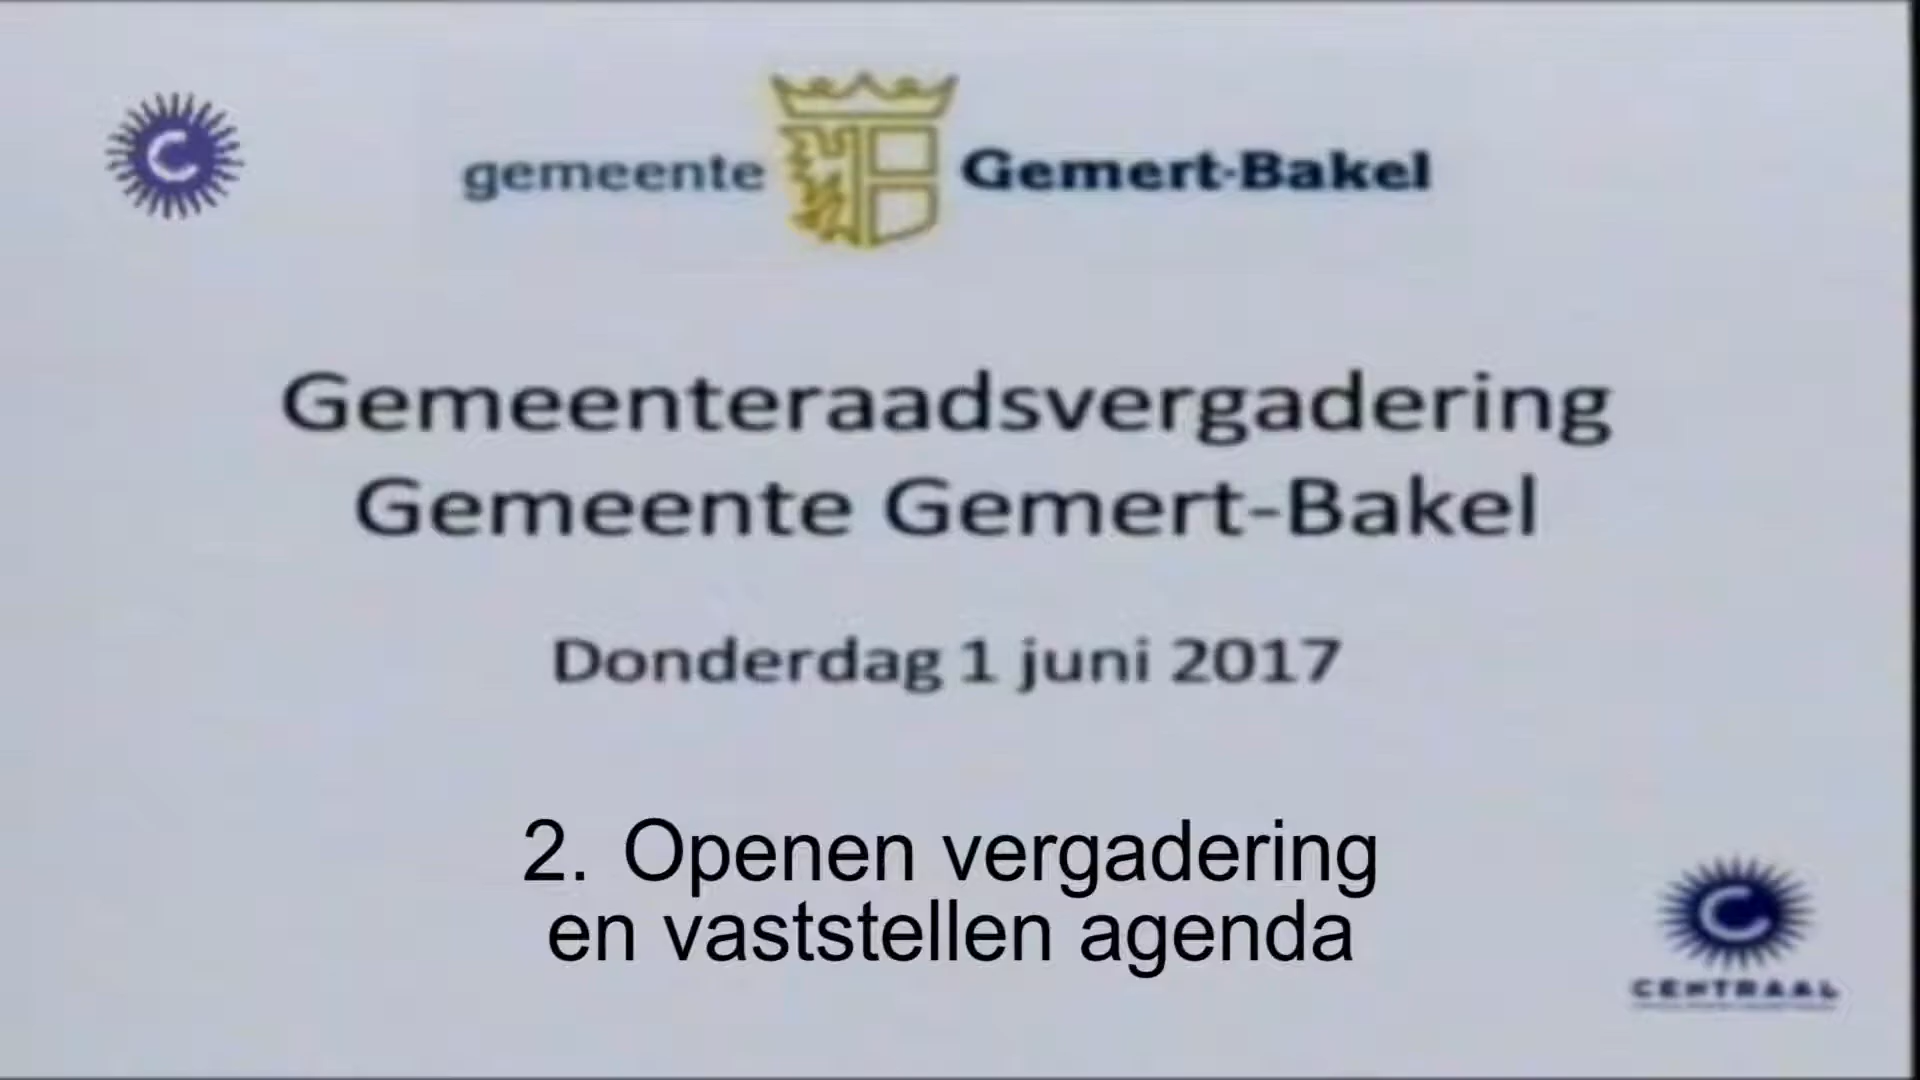 gemeente Gemert-Bakel
Gemeenteraadsvergadering
Gemeente Gemert-Bakel
Donderdag 1 juni 2017
2. Openen vergadering
en vaststellen agenda
CENTRAAL